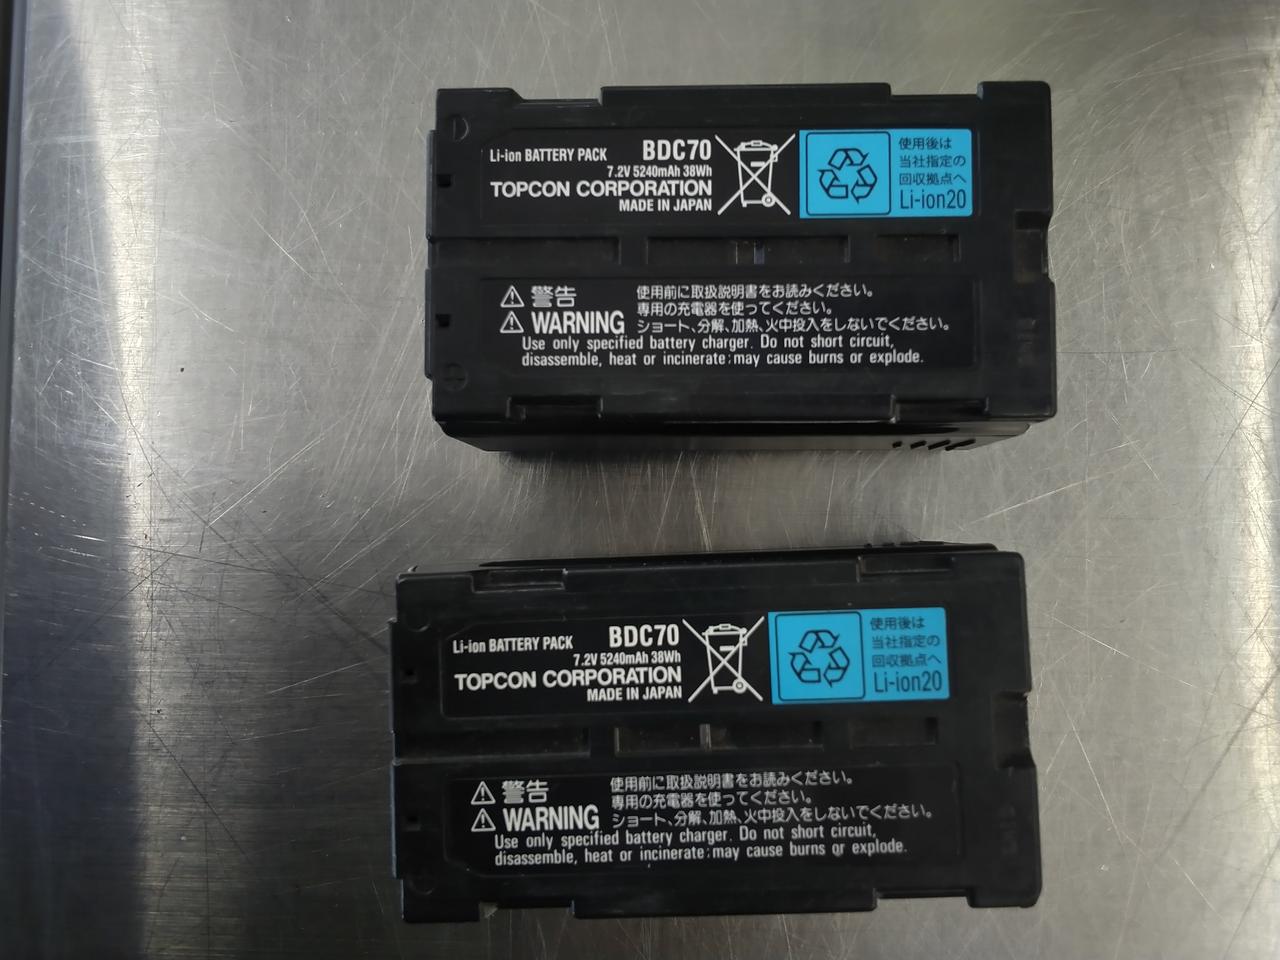 Li-ion BATTERY PACK BDC70
7.2V 5240mAh 38Wh
TOPCON CORPORATION
MADE IN JAPAN
使用後は
当社指定の
回収拠点へ
Li-ion20
警告
WARNING
使用前に取扱説明書をお読みください。
専用の充電器を使ってください。
ショート、分解、加熱、火中投入をしないでください。
Use only specified battery charger. Do not short circuit,
disassemble, heat or incinerate; may cause burns or explode.
Li-ion BATTERY PACK BDC70
7.2V 5240mAh 38Wh
TOPCON CORPORATION
MADE IN JAPAN
使用後は
当社指定の
回収拠点へ
Li-ion20
警告
WARNING
使用前に取扱説明書をお読みください。
専用の充電器を使ってください。
ショート、分解、加熱、火中投入をしないでください。
Use only specified battery charger. Do not short circuit,
disassemble, heat or incinerate; may cause burns or explode.